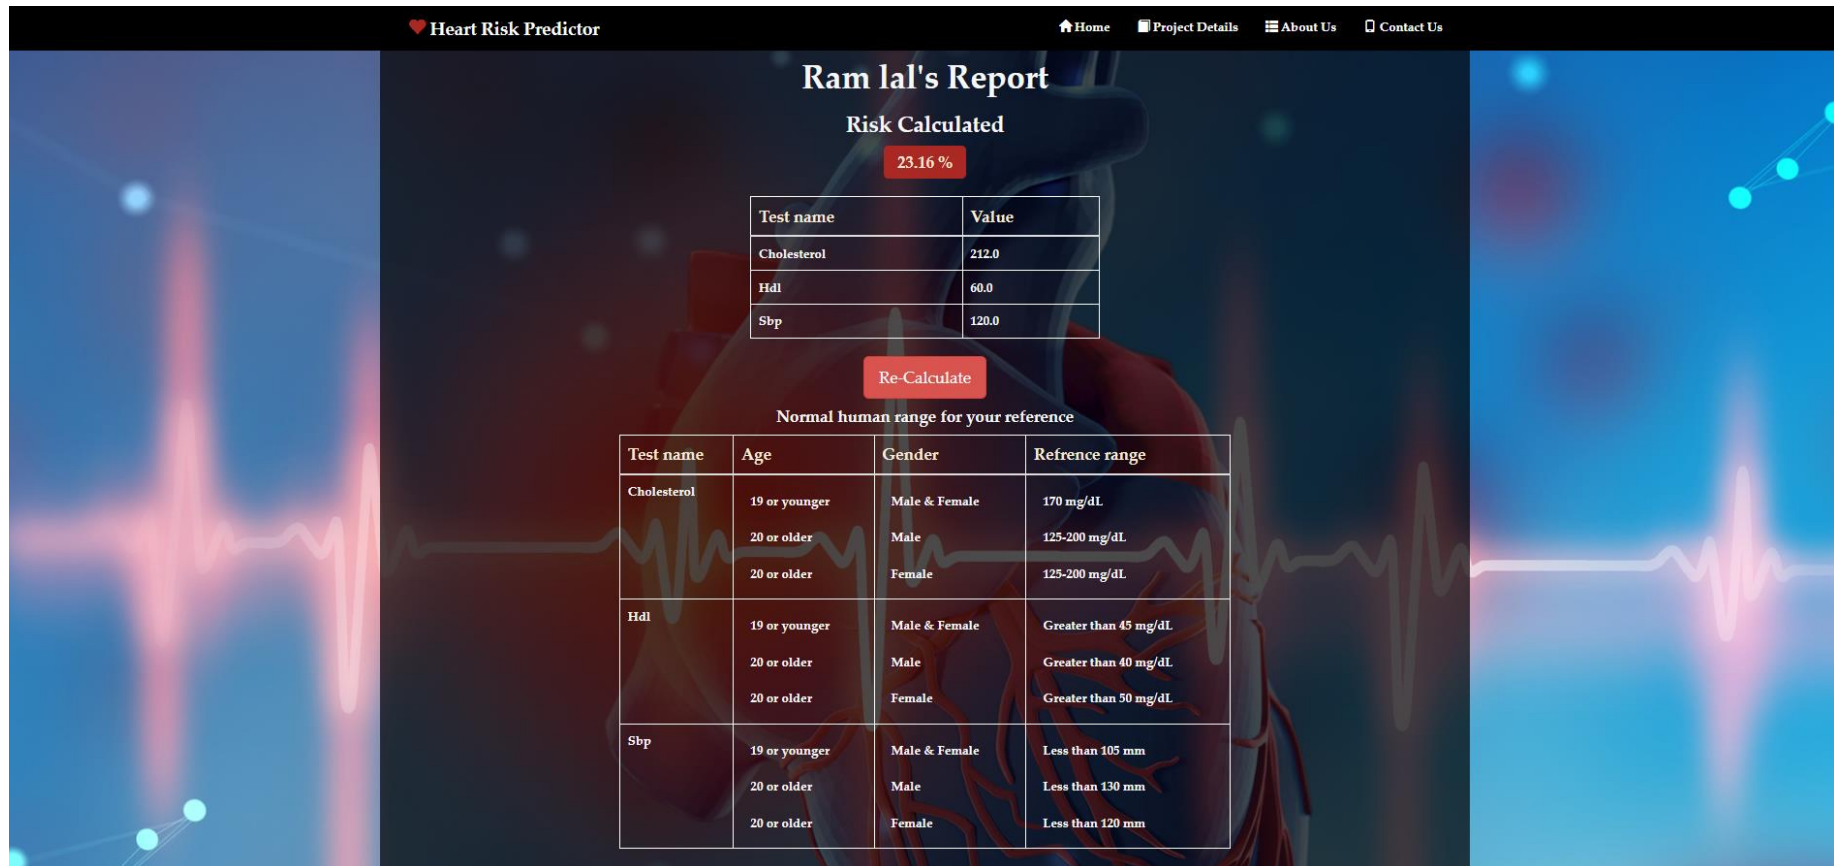 Heart Risk Predictor Home Project Details About Us Contact Us
Ram lal's Report
Risk Calculated
23.16 %
Test name Value
Cholesterol 212.0
Hdl 60.0
Sbp 120.0
Re-Calculate
Normal human range for your reference
Test name Age Gender Refrence range
Cholesterol
19 or younger Male & Female 170 mg/dL
20 or older Male 125-200 mg/dL
20 or older Female 125-200 mg/dL
Hdl
19 or younger Male & Female Greater than 45 mg/dL
20 or older Male Greater than 40 mg/dL
20 or older Female Greater than 50 mg/dL
Sbp
19 or younger Male & Female Less than 105 mm
20 or older Male Less than 130 mm
20 or older Female Less than 120 mm